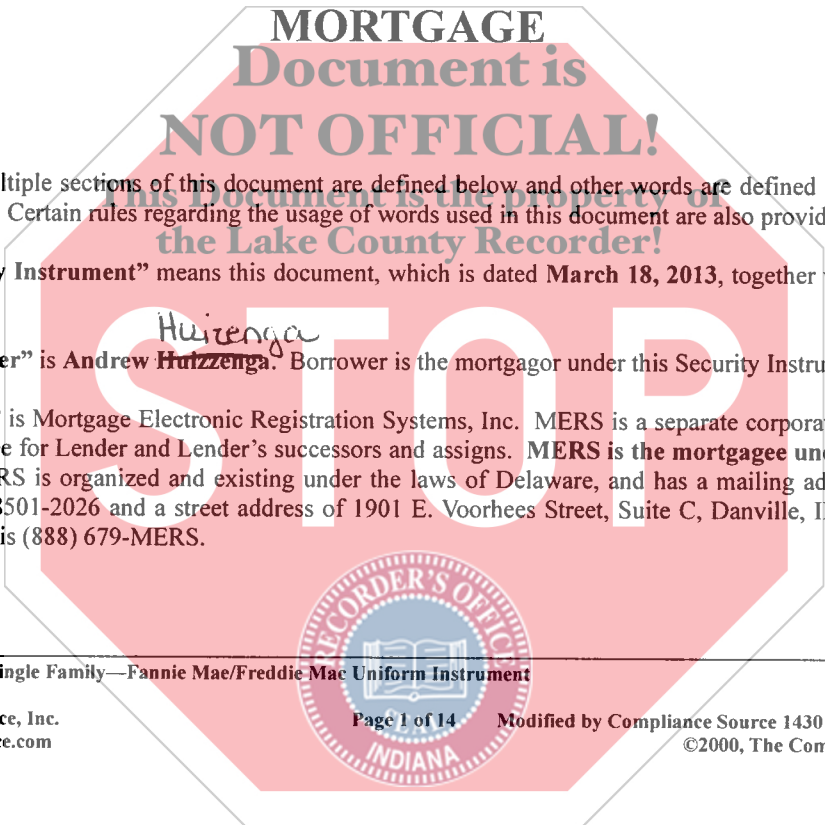 MORTGAGE
Document is
NOT OFFICIAL!
ltiple sections of this document are defined below and other words are defined
This Document is the property of
Certain rules regarding the usage of words used in this document are also provid
the Lake County Recorder!
y Instrument” means this document, which is dated March 18, 2013, together
Huizenga
er” is Andrew Huizzenga. Borrower is the mortgagor under this Security Instru
STOP
is Mortgage Electronic Registration Systems, Inc. MERS is a separate corpora
e for Lender and Lender’s successors and assigns. MERS is the mortgagee un
RS is organized and existing under the laws of Delaware, and has a mailing ad
501-2026 and a street address of 1901 E. Voorhees Street, Suite C, Danville, I
is (888) 679-MERS.
RECORDER'S OFFICE
ingle Family—Fannie Mae/Freddie Mac Uniform Instrument
SEAL
ce, Inc.
Page 1 of 14
Modified by Compliance Source 1430
e.com
©2000, The Com
INDIANA